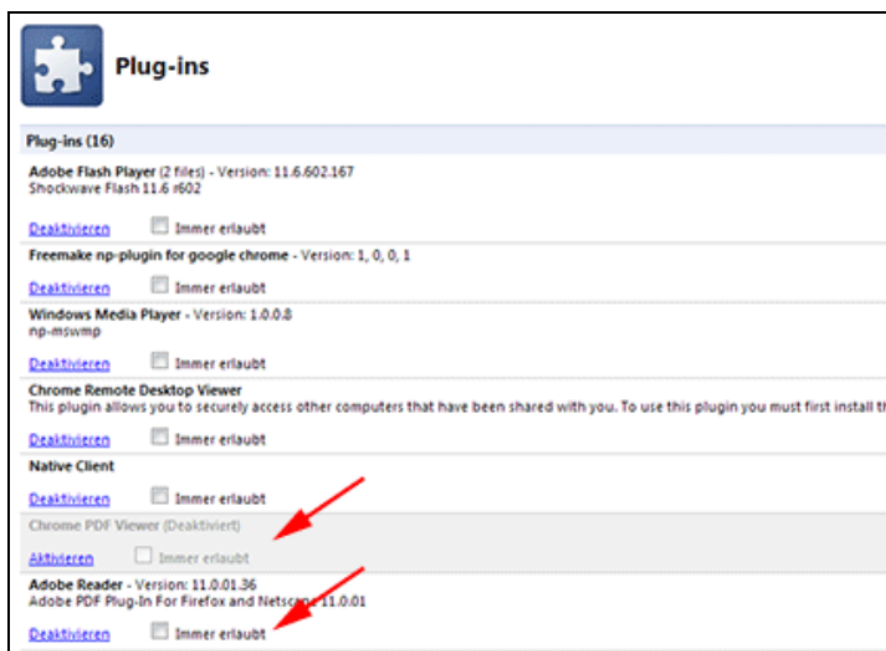 Plug-ins
Plug-ins (16)
Adobe Flash Player (2 files) - Version: 11.6.602.167
Shockwave Flash 11.6 r602
Deaktivieren Immer erlaubt
Freemake np-plugin for google chrome - Version: 1, 0, 0, 1
Deaktivieren Immer erlaubt
Windows Media Player - Version: 1.0.0.8
np-mswmp
Deaktivieren Immer erlaubt
Chrome Remote Desktop Viewer
This plugin allows you to securely access other computers that have been shared with you. To use this plugin you must first install th
Deaktivieren Immer erlaubt
Native Client
Deaktivieren Immer erlaubt
Chrome PDF Viewer (Deaktiviert)
Aktivieren Immer erlaubt
Adobe Reader - Version: 11.0.01.36
Adobe PDF Plug-In For Firefox and Netscape 11.0.01
Deaktivieren Immer erlaubt